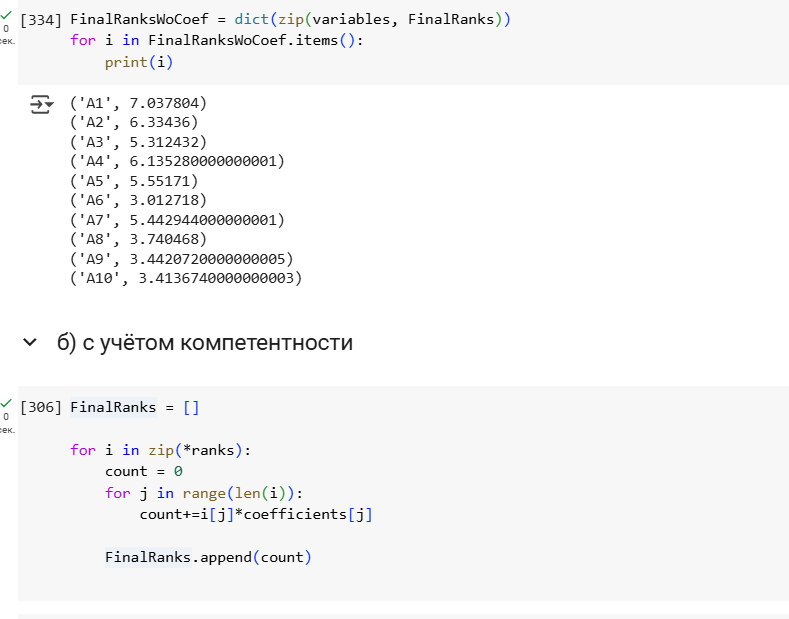 [334] FinalRanksWoCoef = dict(zip(variables, FinalRanks))
0
сек.
for i in FinalRanksWoCoef.items():
print(i)
('A1', 7.037804)
('A2', 6.33436)
('A3', 5.312432)
('A4', 6.135280000000001)
('A5', 5.55171)
('A6', 3.012718)
('A7', 5.442944000000001)
('A8', 3.740468)
('A9', 3.4420720000000005)
('A10', 3.4136740000000003)
б) с учётом компетентности
[306] FinalRanks = []
0
сек.
for i in zip(*ranks):
count = 0
for j in range(len(i)):
count+=i[j]*coefficients[j]
FinalRanks.append(count)